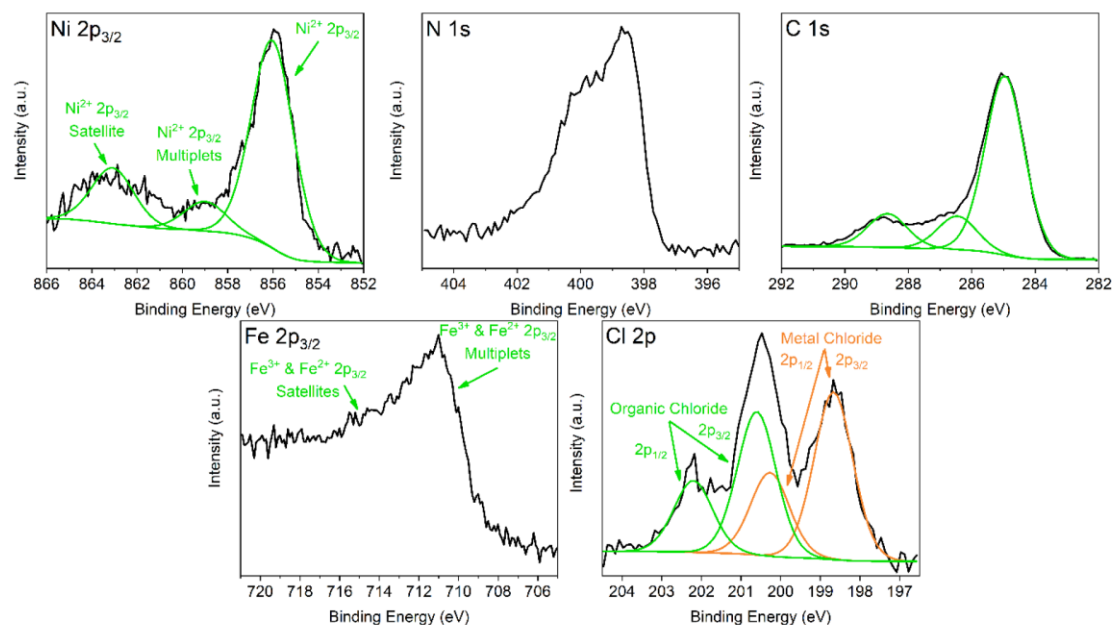 Ni 2p3/2
Ni2+ 2p3/2
Ni2+ 2p3/2
Satellite
Ni2+ 2p3/2
Multiplets
Intensity (a.u.)
866 864 862 860 858 856 854 852
Binding Energy (eV)
N 1s
Intensity (a.u.)
404 402 400 398 396
Binding Energy (eV)
C 1s
Intensity (a.u.)
292 290 288 286 284 282
Binding Energy (eV)
Fe 2p3/2
Fe3+ & Fe2+ 2p3/2
Multiplets
Fe3+ & Fe2+ 2p3/2
Satellites
Intensity (a.u.)
720 718 716 714 712 710 708 706
Binding Energy (eV)
Cl 2p
Metal Chloride
2p1/2 2p3/2
Organic Chloride
2p3/2
2p1/2
Intensity (a.u.)
204 203 202 201 200 199 198 197
Binding Energy (eV)